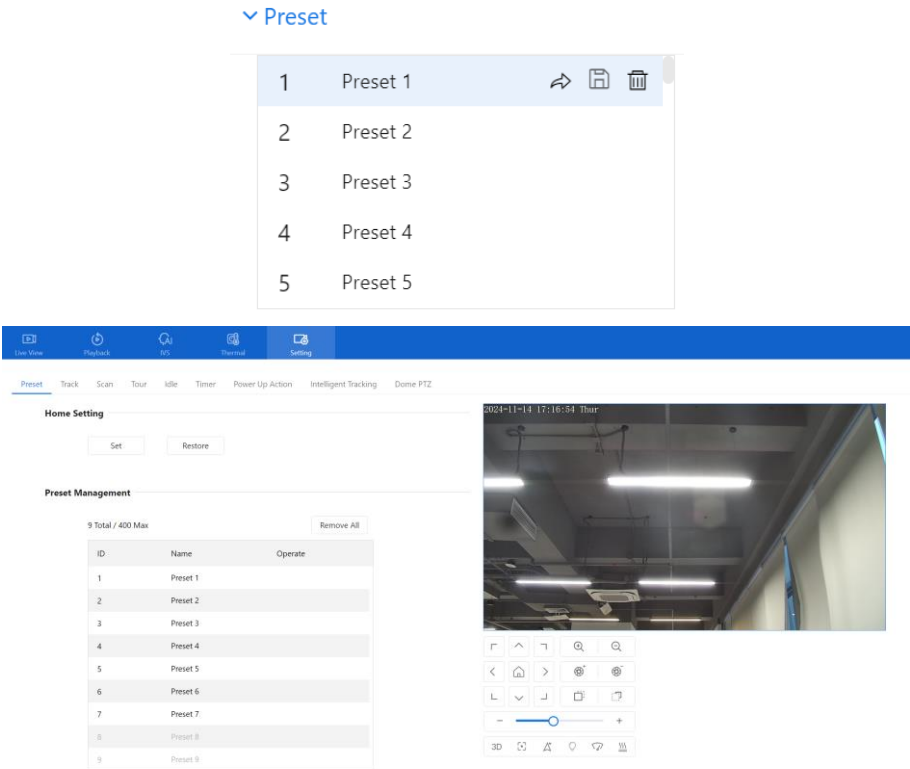 Preset
1 Preset 1
2 Preset 2
3 Preset 3
4 Preset 4
5 Preset 5
Live View Playback IVS Thermal Setting
Preset Track Scan Tour Idle Timer Power Up Action Intelligent Tracking Dome PTZ
Home Setting
Set Restore
Preset Management
9 Total / 400 Max Remove All
ID Name Operate
1 Preset 1
2 Preset 2
3 Preset 3
4 Preset 4
5 Preset 5
6 Preset 6
7 Preset 7
8 Preset 8
9 Preset 9
2024-11-14 17:16:54 Thur
3D